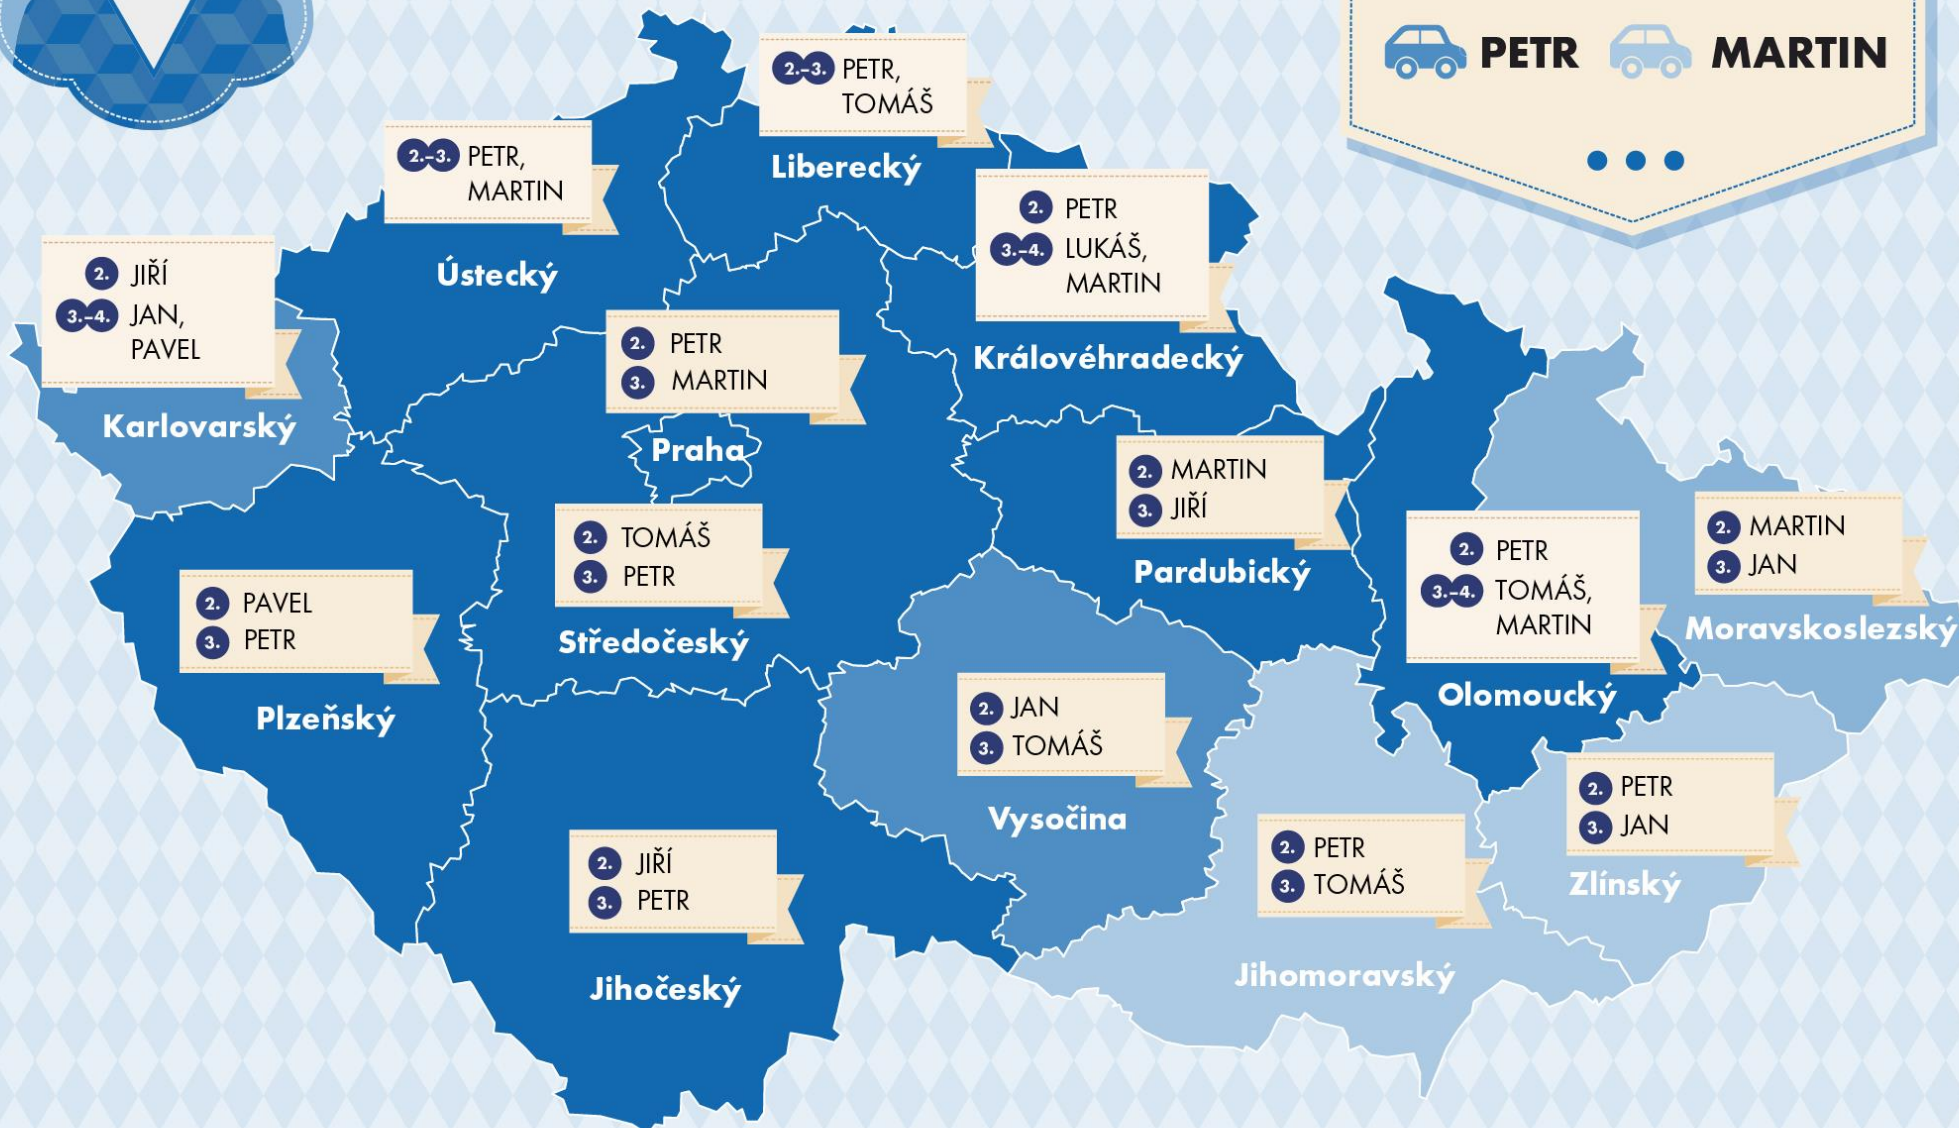 PETR MARTIN
2.-3. PETR,
TOMÁŠ
Liberecký
2.-3. PETR,
MARTIN
Ústecký
2. PETR
3.-4. LUKÁŠ,
MARTIN
Královéhradecký
2. JIŘÍ
3.-4. JAN,
PAVEL
Karlovarský
2. PETR
3. MARTIN
Praha
2. MARTIN
3. JIŘÍ
Pardubický
2. TOMÁŠ
3. PETR
Středočeský
2. PETR
3.-4. TOMÁŠ,
MARTIN
Olomoucký
2. MARTIN
3. JAN
Moravskoslezský
2. PAVEL
3. PETR
Plzeňský
2. JAN
3. TOMÁŠ
Vysočina
2. PETR
3. JAN
Zlínský
2. JIŘÍ
3. PETR
Jihočeský
2. PETR
3. TOMÁŠ
Jihomoravský